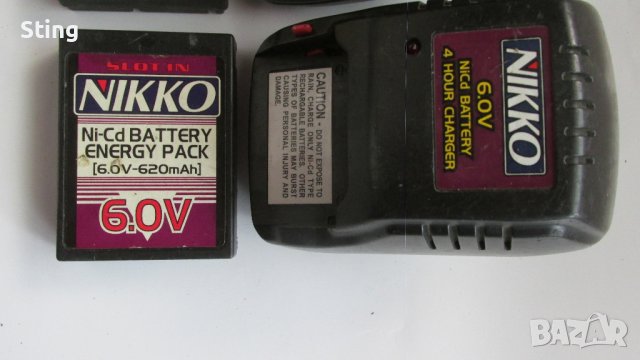 Sting
SLOT IN
NIKKO
Ni-Cd BATTERY
ENERGY PACK
[6.0V-620mAh]
6.0V
CAUTION - DO NOT EXPOSE TO
RAIN. CHARGE ONLY Ni-Cd TYPE
RECHARGEABLE BATTERIES. OTHER
TYPES OF BATTERIES MAY BURST
CAUSING PERSONAL INJURY AND
DAMAGE.
6.0V
NiCd BATTERY
4 HOUR CHARGER
NIKKO
BAZAR